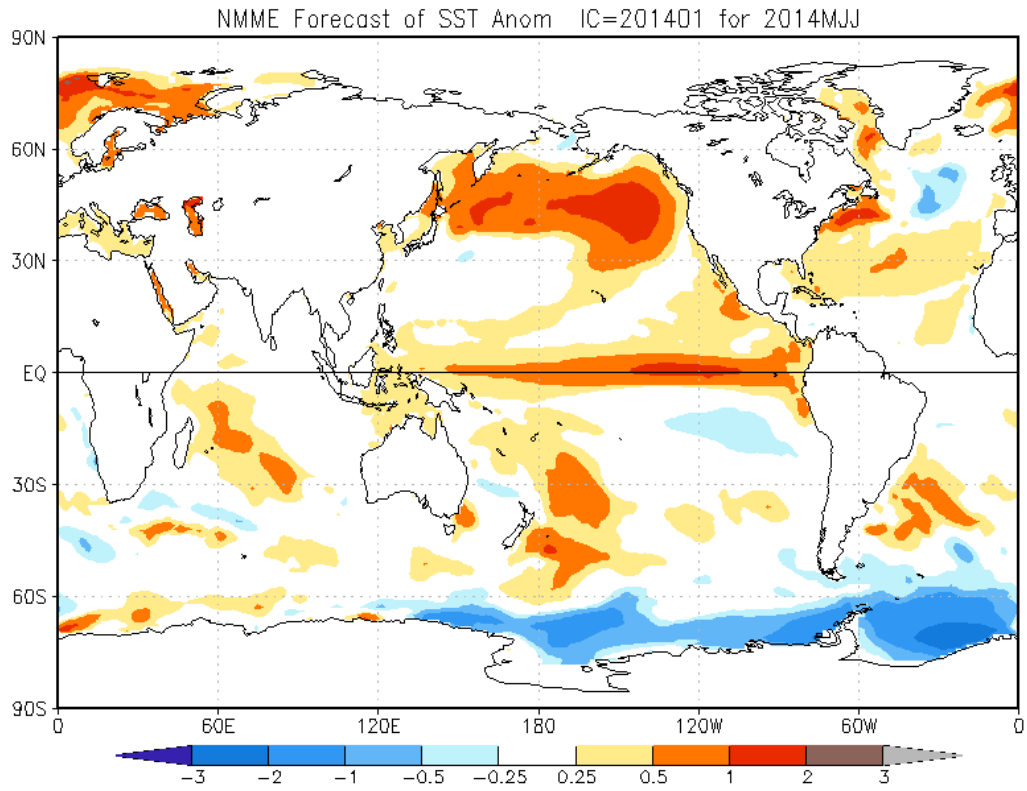 NMME Forecast of SST Anom IC=201401 for 2014MJJ
90N
60N
30N
EQ
30S
60S
90S
0 60E 120E 180 120W 60W 0
-3 -2 -1 -0.5 -0.25 0.25 0.5 1 2 3